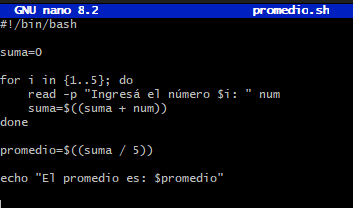 GNU nano 8.2 promedio.sh
#!/bin/bash
suma=0
for i in {1..5}; do
    read -p "Ingresá el número $i: " num
    suma=$((suma + num))
done
promedio=$((suma / 5))
echo "El promedio es: $promedio"